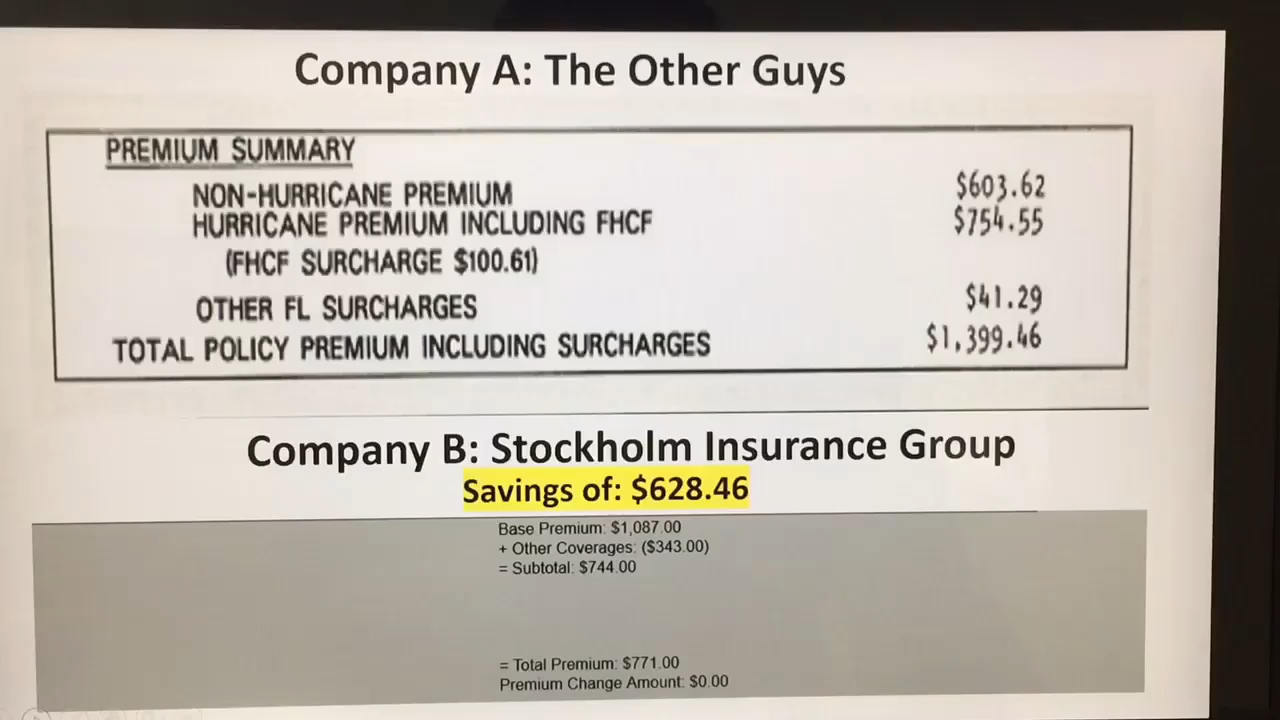 Company A: The Other Guys
PREMIUM SUMMARY
NON-HURRICANE PREMIUM $603.62
HURRICANE PREMIUM INCLUDING FHCF $754.55
(FHCF SURCHARGE $100.61)
OTHER FL SURCHARGES $41.29
TOTAL POLICY PREMIUM INCLUDING SURCHARGES $1,399.46
Company B: Stockholm Insurance Group
Savings of: $628.46
Base Premium: $1,087.00
+ Other Coverages: ($343.00)
= Subtotal: $744.00
= Total Premium: $771.00
Premium Change Amount: $0.00